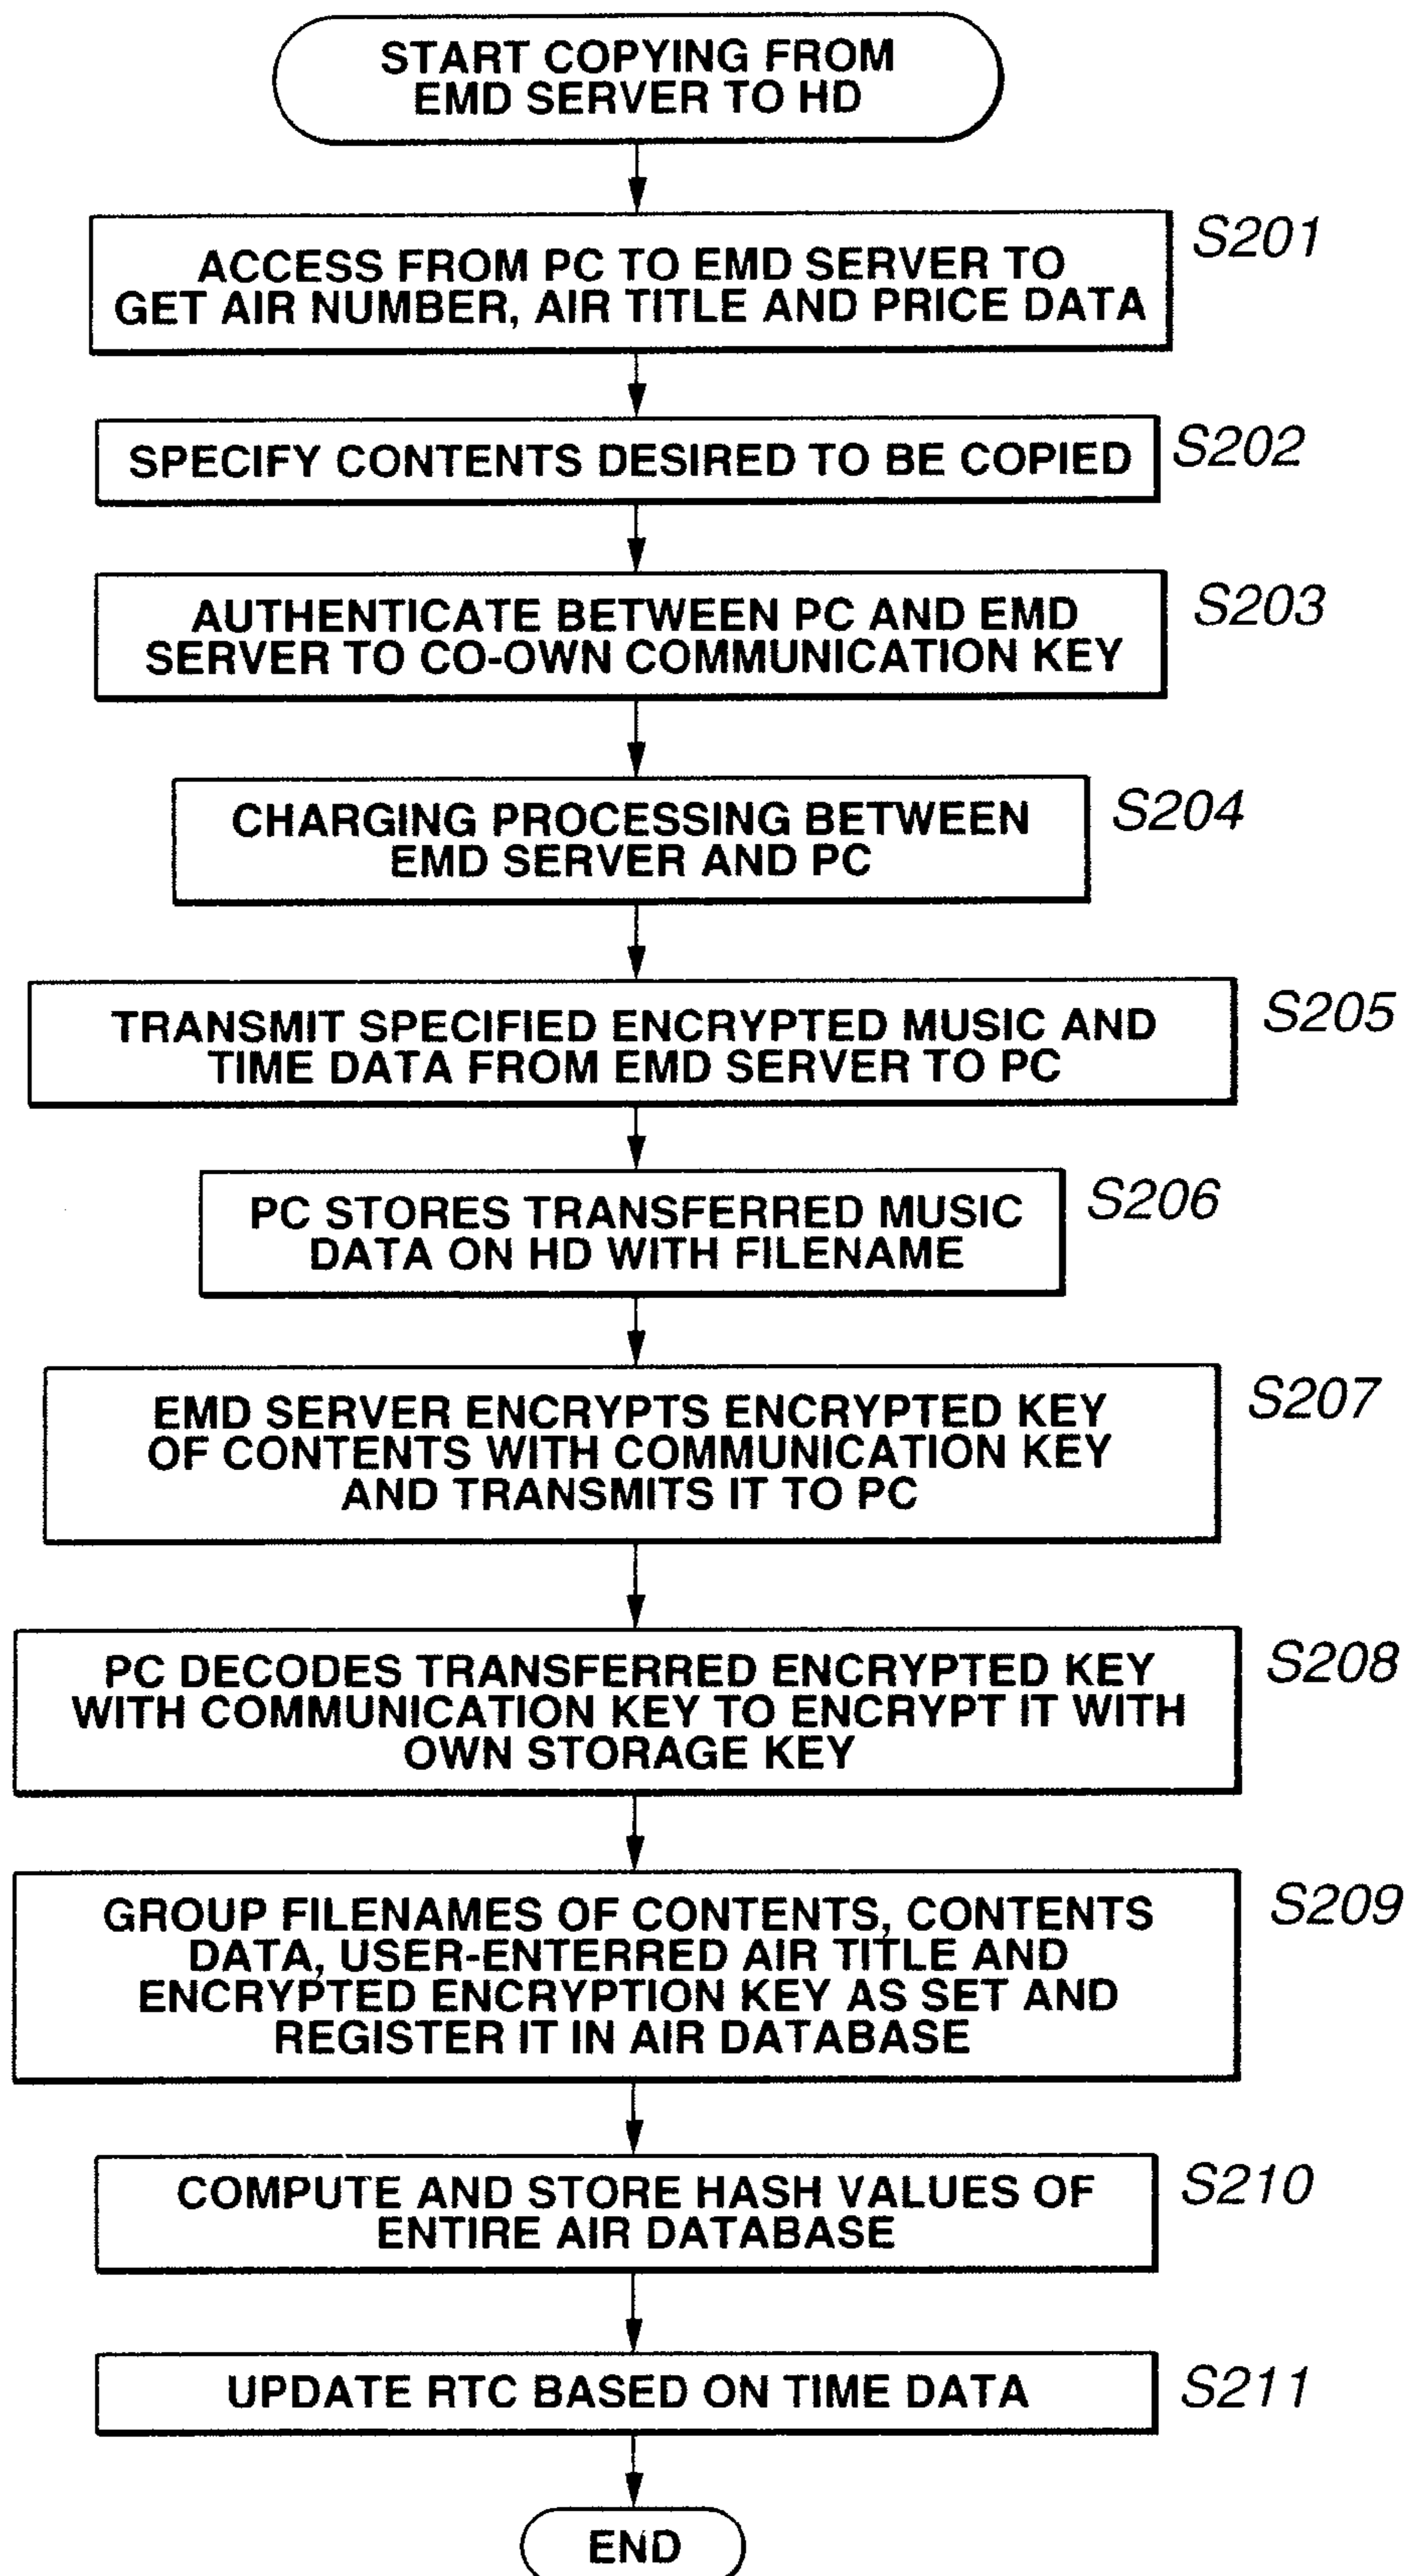 START COPYING FROM
EMD SERVER TO HD
ACCESS FROM PC TO EMD SERVER TO
GET AIR NUMBER, AIR TITLE AND PRICE DATA
S201
SPECIFY CONTENTS DESIRED TO BE COPIED
S202
AUTHENTICATE BETWEEN PC AND EMD
SERVER TO CO-OWN COMMUNICATION KEY
S203
CHARGING PROCESSING BETWEEN
EMD SERVER AND PC
S204
TRANSMIT SPECIFIED ENCRYPTED MUSIC AND
TIME DATA FROM EMD SERVER TO PC
S205
PC STORES TRANSFERRED MUSIC
DATA ON HD WITH FILENAME
S206
EMD SERVER ENCRYPTS ENCRYPTED KEY
OF CONTENTS WITH COMMUNICATION KEY
AND TRANSMITS IT TO PC
S207
PC DECODES TRANSFERRED ENCRYPTED KEY
WITH COMMUNICATION KEY TO ENCRYPT IT WITH
OWN STORAGE KEY
S208
GROUP FILENAMES OF CONTENTS, CONTENTS
DATA, USER-ENTERRED AIR TITLE AND
ENCRYPTED ENCRYPTION KEY AS SET AND
REGISTER IT IN AIR DATABASE
S209
COMPUTE AND STORE HASH VALUES OF
ENTIRE AIR DATABASE
S210
UPDATE RTC BASED ON TIME DATA
S211
END